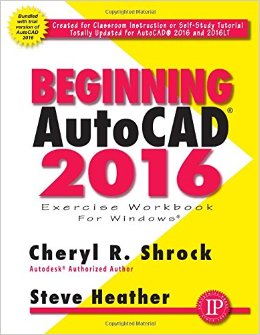 Bundled
with trial
version of
AutoCAD
2016
Created for Classroom Instruction or Self-Study Tutorial
Totally Updated for AutoCAD® 2016 and 2016LT
BEGINNING
AutoCAD®
2016
Exercise Workbook
For Windows®
Cheryl R. Shrock
Autodesk® Authorized Author
Steve Heather
IP